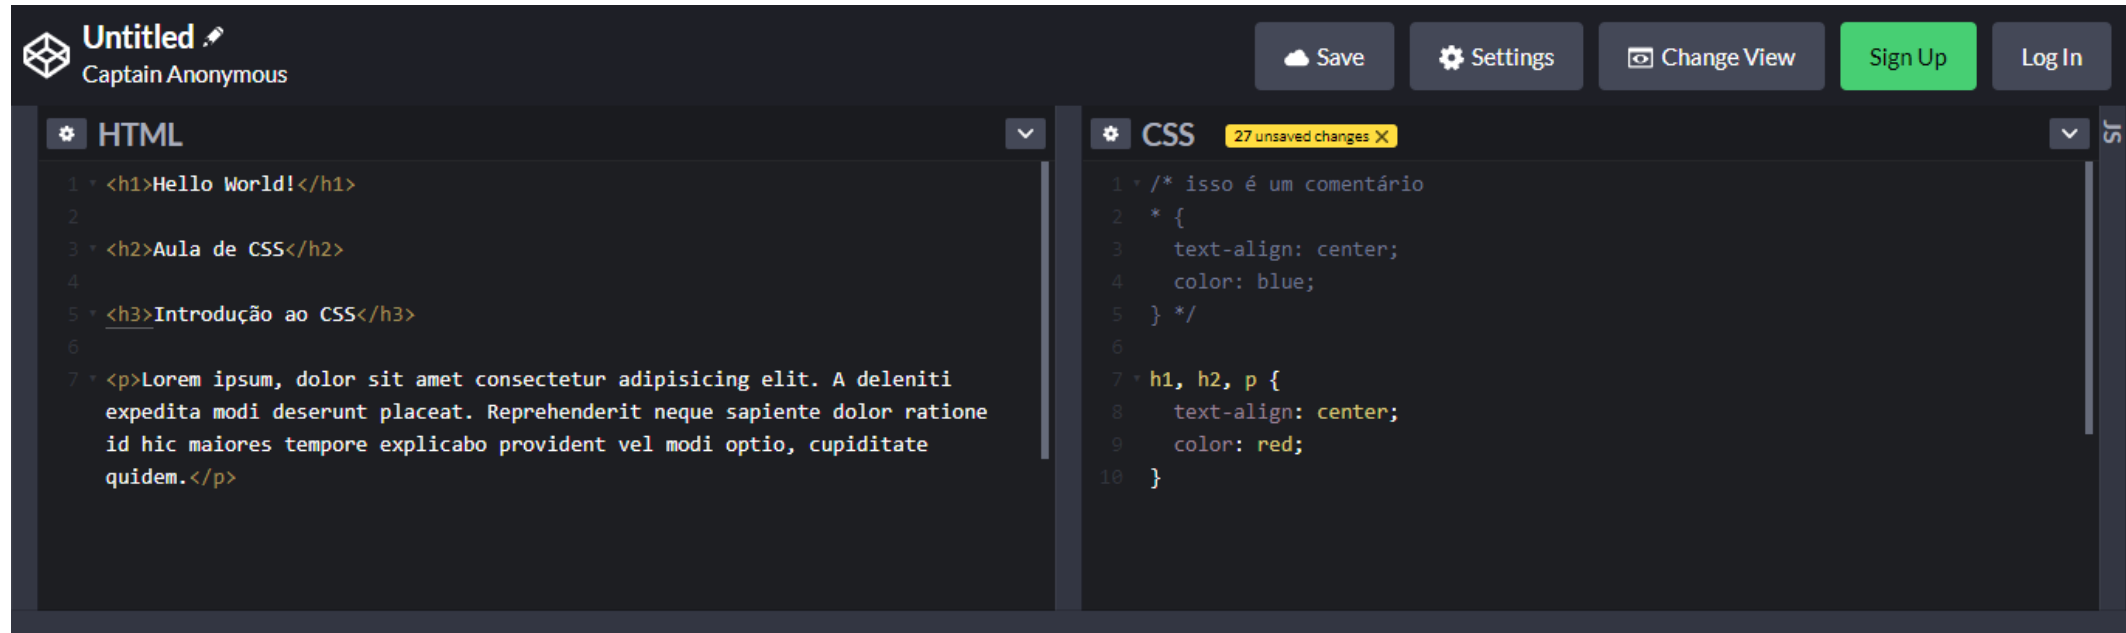 Untitled
Captain Anonymous
Save
Settings
Change View
Sign Up
Log In
HTML
1 <h1>Hello World!</h1>
2
3 <h2>Aula de CSS</h2>
4
5 <h3>Introdução ao CSS</h3>
6
7 <p>Lorem ipsum, dolor sit amet consectetur adipisicing elit. A deleniti
expedita modi deserunt placeat. Reprehenderit neque sapiente dolor ratione
id hic maiores tempore explicabo provident vel modi optio, cupiditate
quidem.</p>
CSS
27 unsaved changes X
1 /* isso é um comentário
2 * {
3 text-align: center;
4 color: blue;
5 } */
6
7 h1, h2, p {
8 text-align: center;
9 color: red;
10 }
JS